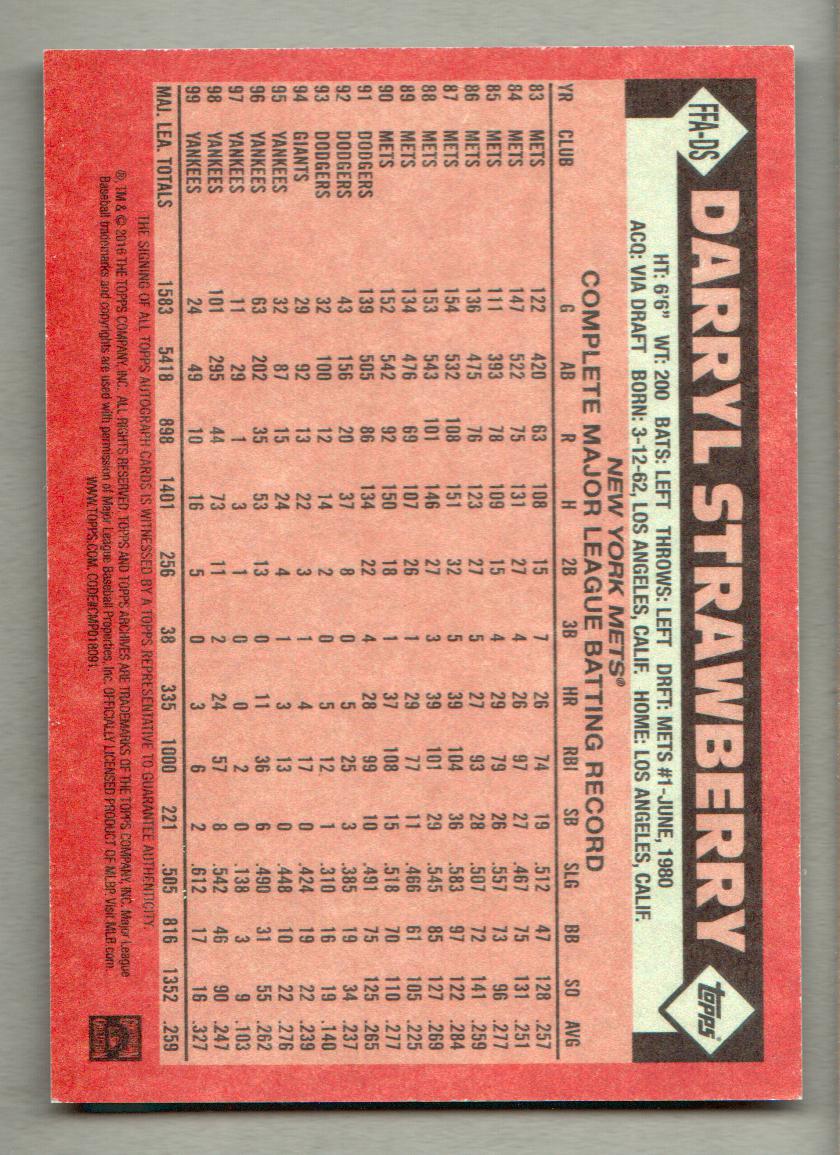 FFA-DS
DARRYL STRAWBERRY
topps®
HT: 6'6" WT: 200 BATS: LEFT THROWS: LEFT DRFT: METS #1-JUNE, 1980
ACQ: VIA DRAFT BORN: 3-12-62, LOS ANGELES, CALIF. HOME: LOS ANGELES, CALIF.
NEW YORK METS®
COMPLETE MAJOR LEAGUE BATTING RECORD
YR CLUB G AB R H 2B 3B HR RBI SB SLG BB SO AVG
83 METS 122 420 63 108 15 7 26 74 19 .512 47 128 .257
84 METS 147 522 75 131 27 4 26 97 27 .467 75 131 .251
85 METS 111 393 78 109 15 4 29 79 26 .557 73 96 .277
86 METS 136 475 76 123 27 5 27 93 28 .507 72 141 .259
87 METS 154 532 108 151 32 5 39 104 36 .583 97 122 .284
88 METS 153 543 101 146 27 3 39 101 29 .545 85 127 .269
89 METS 134 476 69 107 26 1 29 77 11 .466 61 105 .225
90 METS 152 542 92 150 18 1 37 108 15 .518 70 110 .277
91 DODGERS 139 505 86 134 22 4 28 99 10 .491 75 125 .265
92 DODGERS 43 156 20 37 8 0 5 25 3 .385 19 34 .237
93 DODGERS 32 100 12 14 2 0 5 12 1 .310 16 19 .140
94 GIANTS 29 92 13 22 3 1 4 17 0 .424 19 22 .239
95 YANKEES 32 87 15 24 4 1 3 13 0 .448 10 22 .276
96 YANKEES 63 202 35 53 13 0 11 36 6 .490 31 55 .262
97 YANKEES 11 29 1 3 1 0 0 2 0 .138 3 9 .103
98 YANKEES 101 295 44 73 11 2 24 57 8 .542 46 90 .247
99 YANKEES 24 49 10 16 5 0 3 6 2 .612 17 16 .327
MAJ. LEA. TOTALS 1583 5418 898 1401 256 38 335 1000 221 .505 816 1352 .259
THE SIGNING OF ALL TOPPS AUTOGRAPH CARDS IS WITNESSED BY A TOPPS REPRESENTATIVE TO GUARANTEE AUTHENTICITY.
®, TM & © 2016 THE TOPPS COMPANY, INC. ALL RIGHTS RESERVED. TOPPS AND TOPPS ARCHIVES ARE TRADEMARKS OF THE TOPPS COMPANY, INC. Major League
Baseball trademarks and copyrights are used with permission of Major League Baseball Properties, Inc. OFFICIALLY LICENSED PRODUCT OF MLBP. Visit MLB.com.
WWW.TOPPS.COM. CODE#CMP018091.